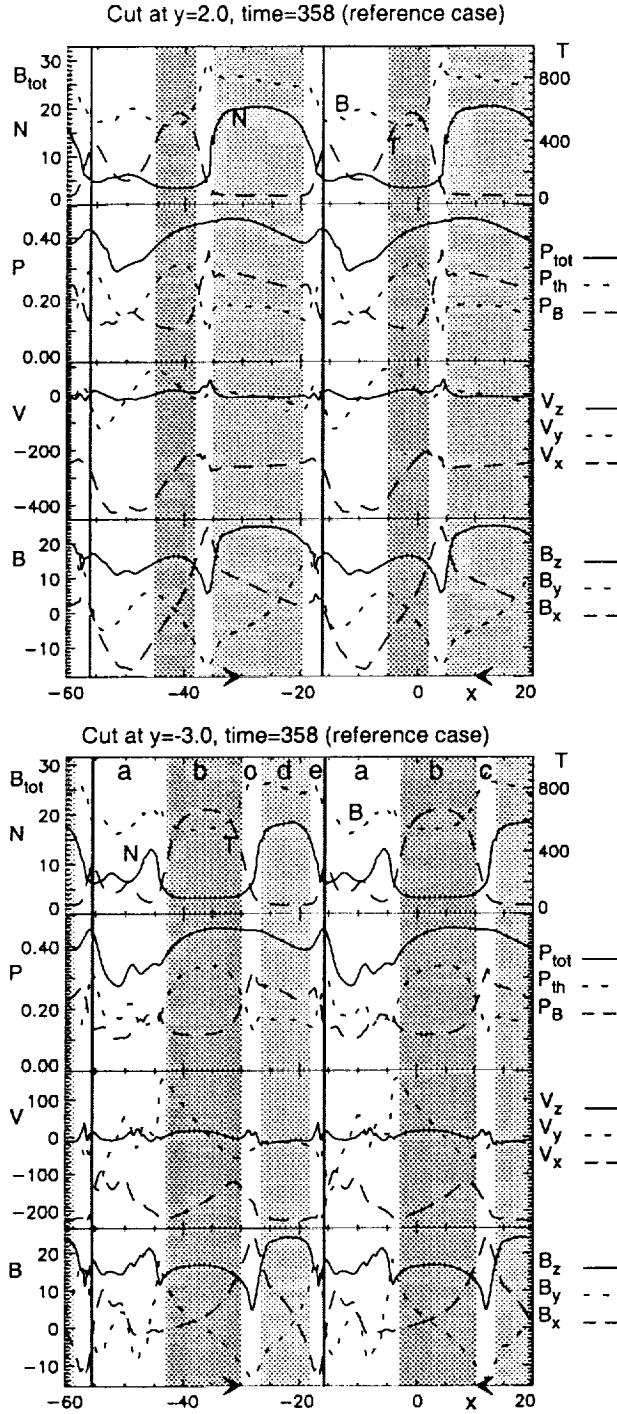 Cut at y=2.0, time=358 (reference case)
B_tot
N
30
20
15
10
5
0
B
N
T
T
800
400
0
P
0.40
0.20
0.00
P_tot
P_th
P_B
V
0
-200
-400
V_z
V_y
V_x
B
20
10
0
-10
B_z
B_y
B_x
-60 -40 -20 0 x 20
Cut at y=-3.0, time=358 (reference case)
B_tot
N
30
20
15
10
5
0
a b c d e a b c
B
N
T
T
800
400
0
P
0.40
0.20
0.00
P_tot
P_th
P_B
V
100
0
-100
-200
V_z
V_y
V_x
B
20
10
0
-10
B_z
B_y
B_x
-60 -40 -20 0 x 20